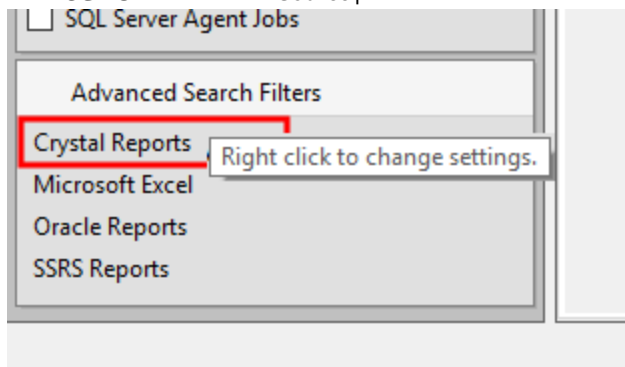 SQL Server Agent Jobs
Advanced Search Filters
Crystal Reports
Right click to change settings.
Microsoft Excel
Oracle Reports
SSRS Reports